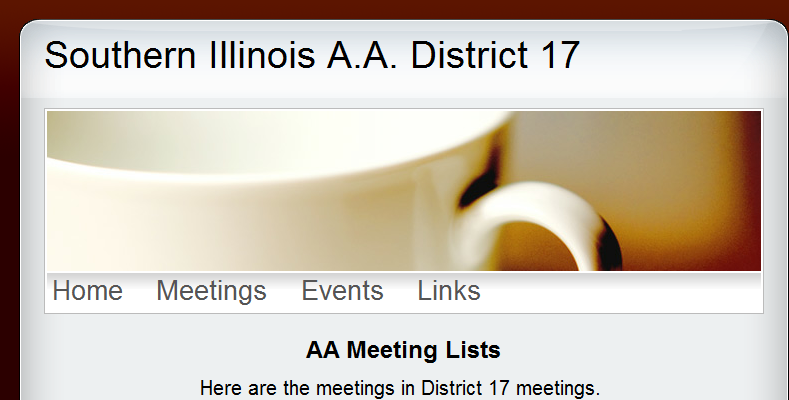 Southern Illinois A.A. District 17
Home Meetings Events Links
AA Meeting Lists
Here are the meetings in District 17 meetings.